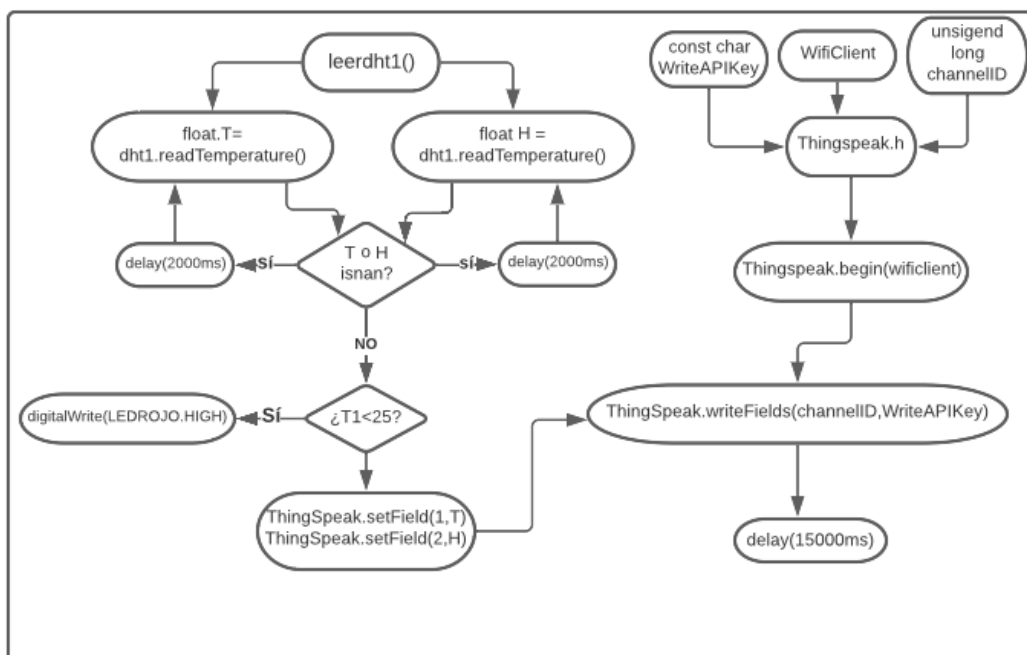 leerdht1()
float.T=
dht1.readTemperature()
float H =
dht1.readTemperature()
delay(2000ms)
sí
T o H
isnan?
sí
delay(2000ms)
NO
digitalWrite(LEDROJO.HIGH)
Sí
¿T1<25?
ThingSpeak.setField(1,T)
ThingSpeak.setField(2,H)
const char
WriteAPIKey
WifiClient
unsigend
long
channelID
Thingspeak.h
Thingspeak.begin(wificlient)
ThingSpeak.writeFields(channelID,WriteAPIKey)
delay(15000ms)